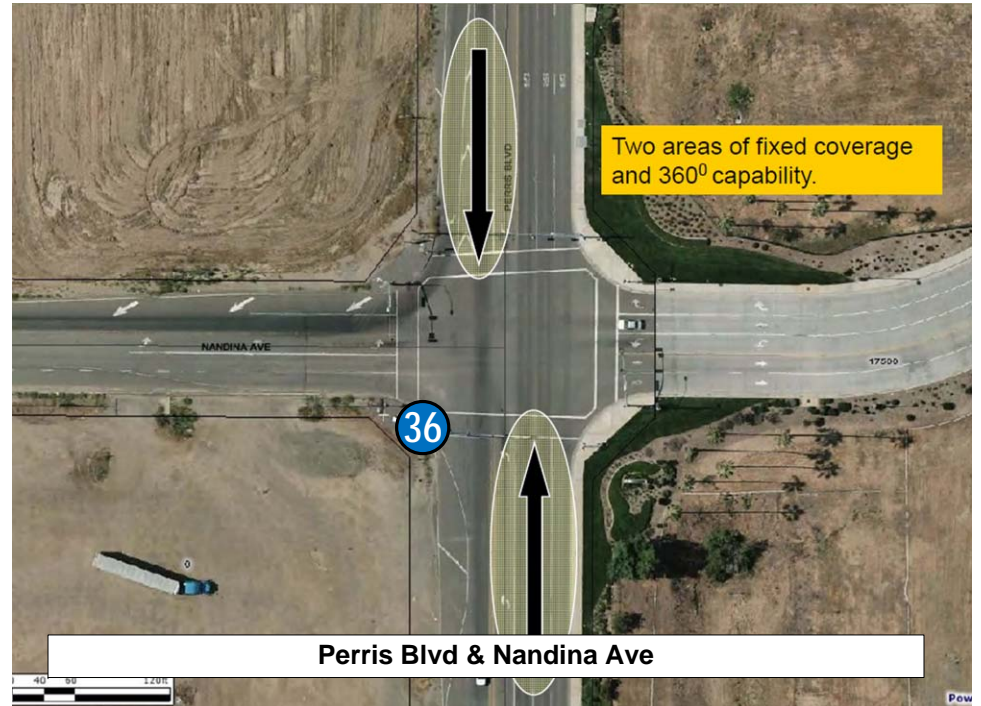 PERRIS BLVD
Two areas of fixed coverage
and 360⁰ capability.
NANDINA AVE
17500
36
0
Perris Blvd & Nandina Ave
40
120ft
Pow